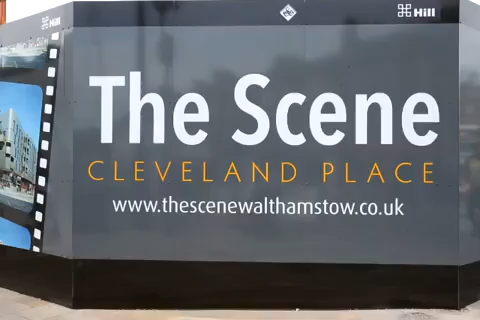 Hill
Hill
The Scene
CLEVELAND PLACE
www.thescenewalthamstow.co.uk